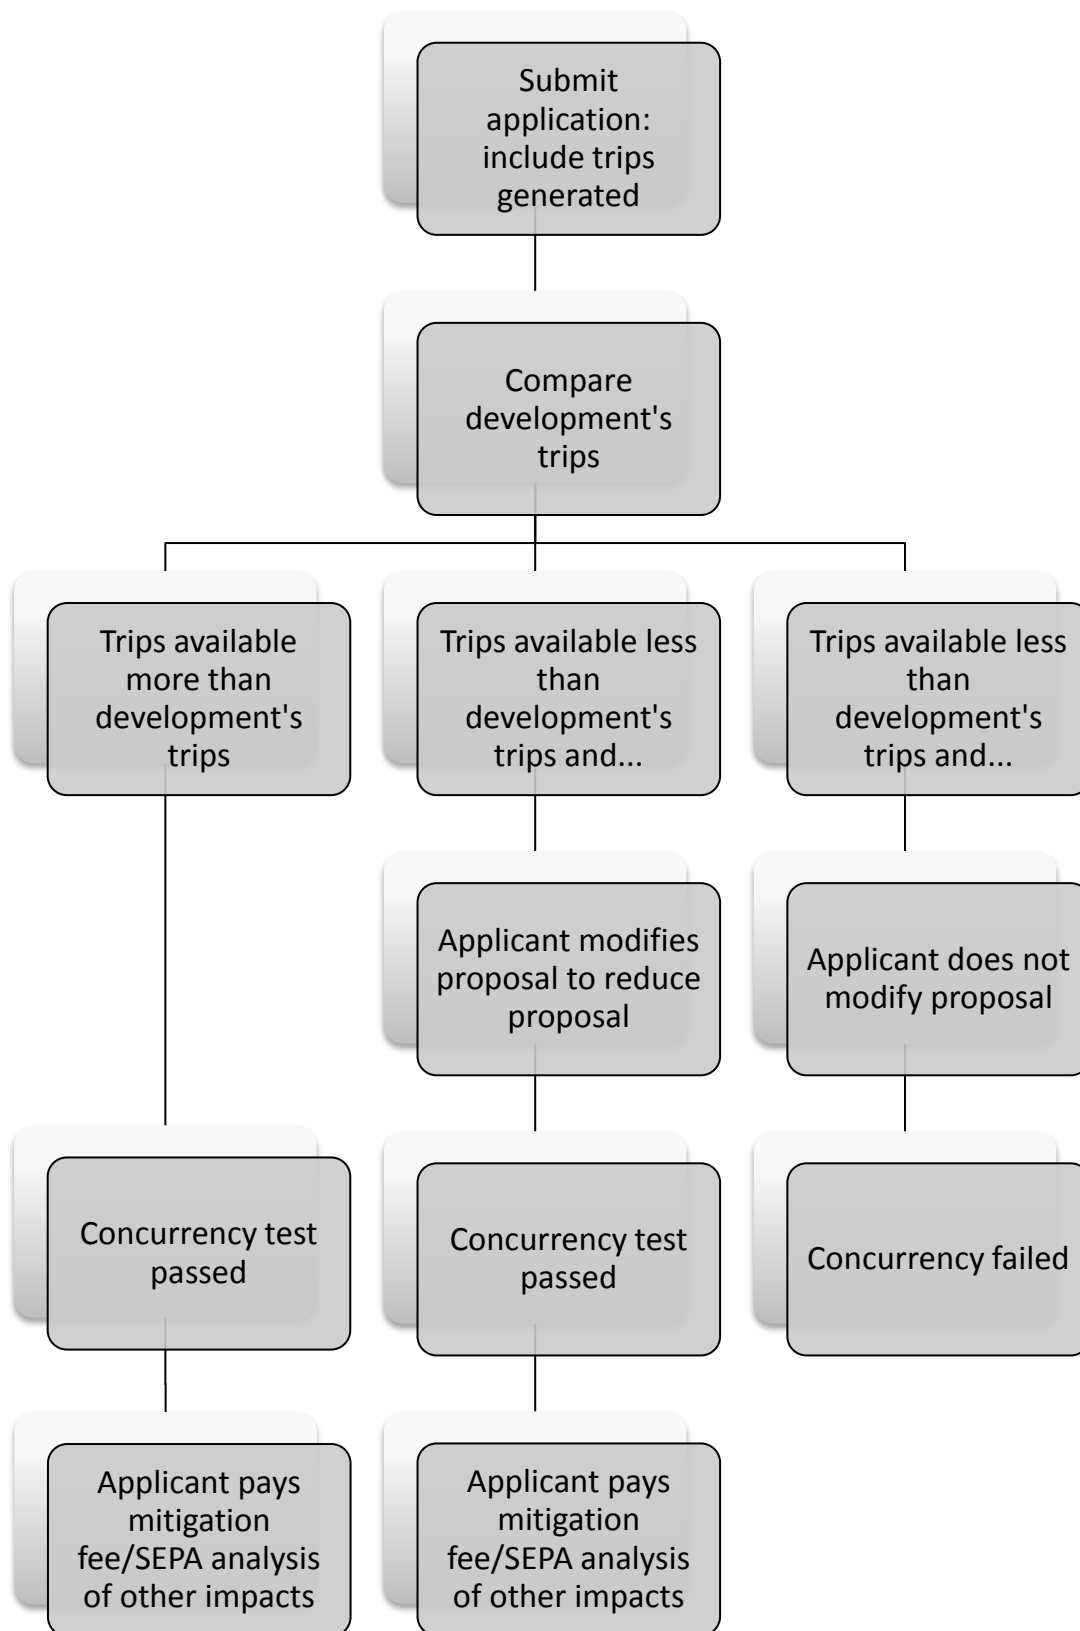 Submit
application:
include trips
generated
Compare
development's
trips
Trips available
more than
development's
trips
Trips available less
than
development's
trips and...
Trips available less
than
development's
trips and...
Applicant modifies
proposal to reduce
proposal
Applicant does not
modify proposal
Concurrency test
passed
Concurrency test
passed
Concurrency failed
Applicant pays
mitigation
fee/SEPA analysis
of other impacts
Applicant pays
mitigation
fee/SEPA analysis
of other impacts